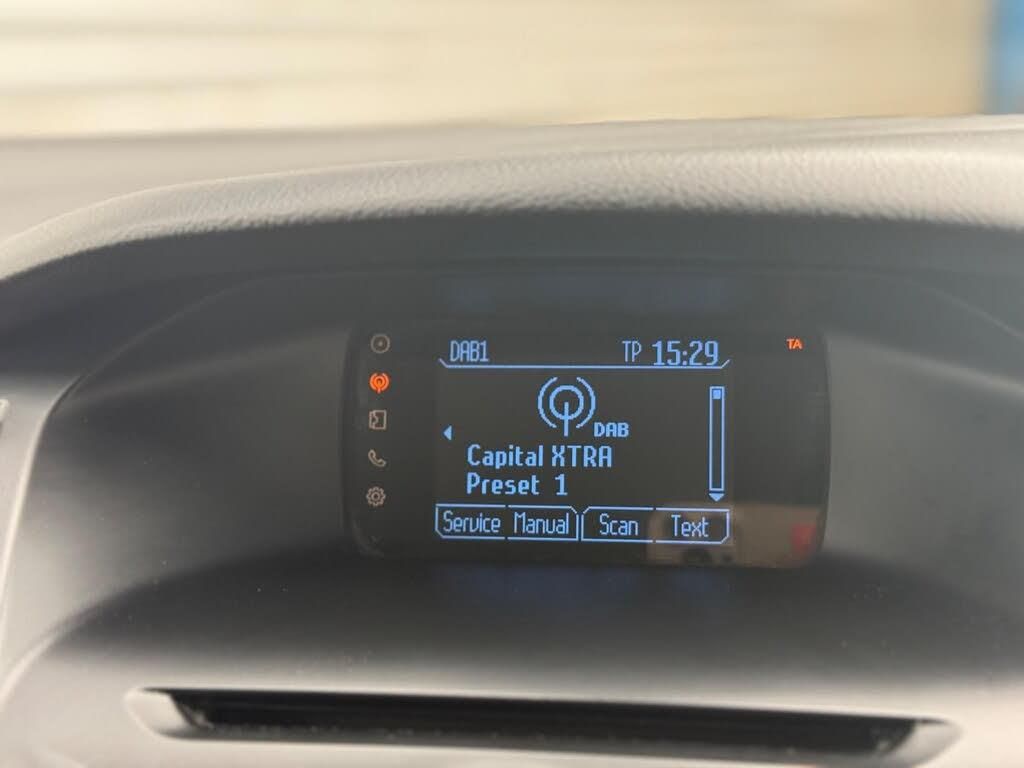 DAB1 TP 15:29 TA
DAB
Capital XTRA
Preset 1
Service Manual Scan Text